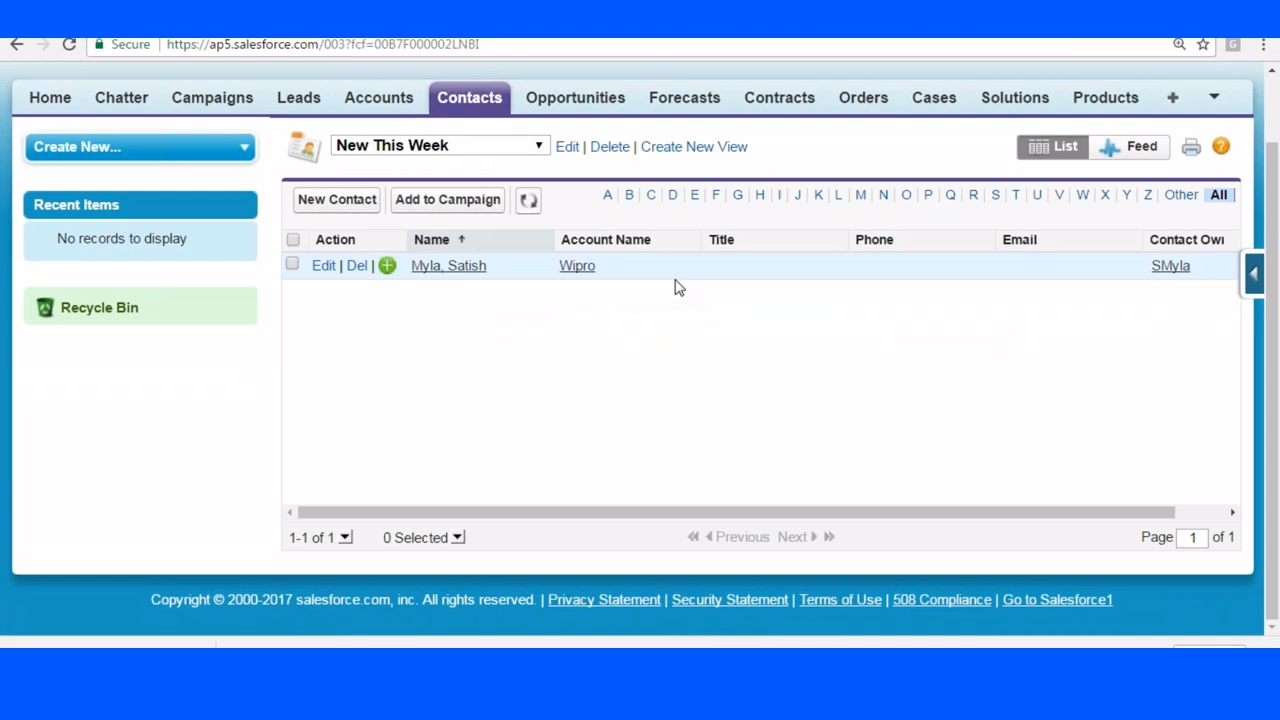 Secure | https://ap5.salesforce.com/003?fcf=00B7F000002LNBI
Home Chatter Campaigns Leads Accounts Contacts Opportunities Forecasts Contracts Orders Cases Solutions Products +
Create New...
New This Week Edit | Delete | Create New View List Feed ?
Recent Items
No records to display
Recycle Bin
New Contact Add to Campaign A B C D E F G H I J K L M N O P Q R S T U V W X Y Z Other All
Action Name Account Name Title Phone Email Contact Own
Edit | Del | Myla, Satish Wipro SMyla
1-1 of 1 0 Selected Previous Next Page 1 of 1
Copyright © 2000-2017 salesforce.com, inc. All rights reserved. | Privacy Statement | Security Statement | Terms of Use | 508 Compliance | Go to Salesforce1